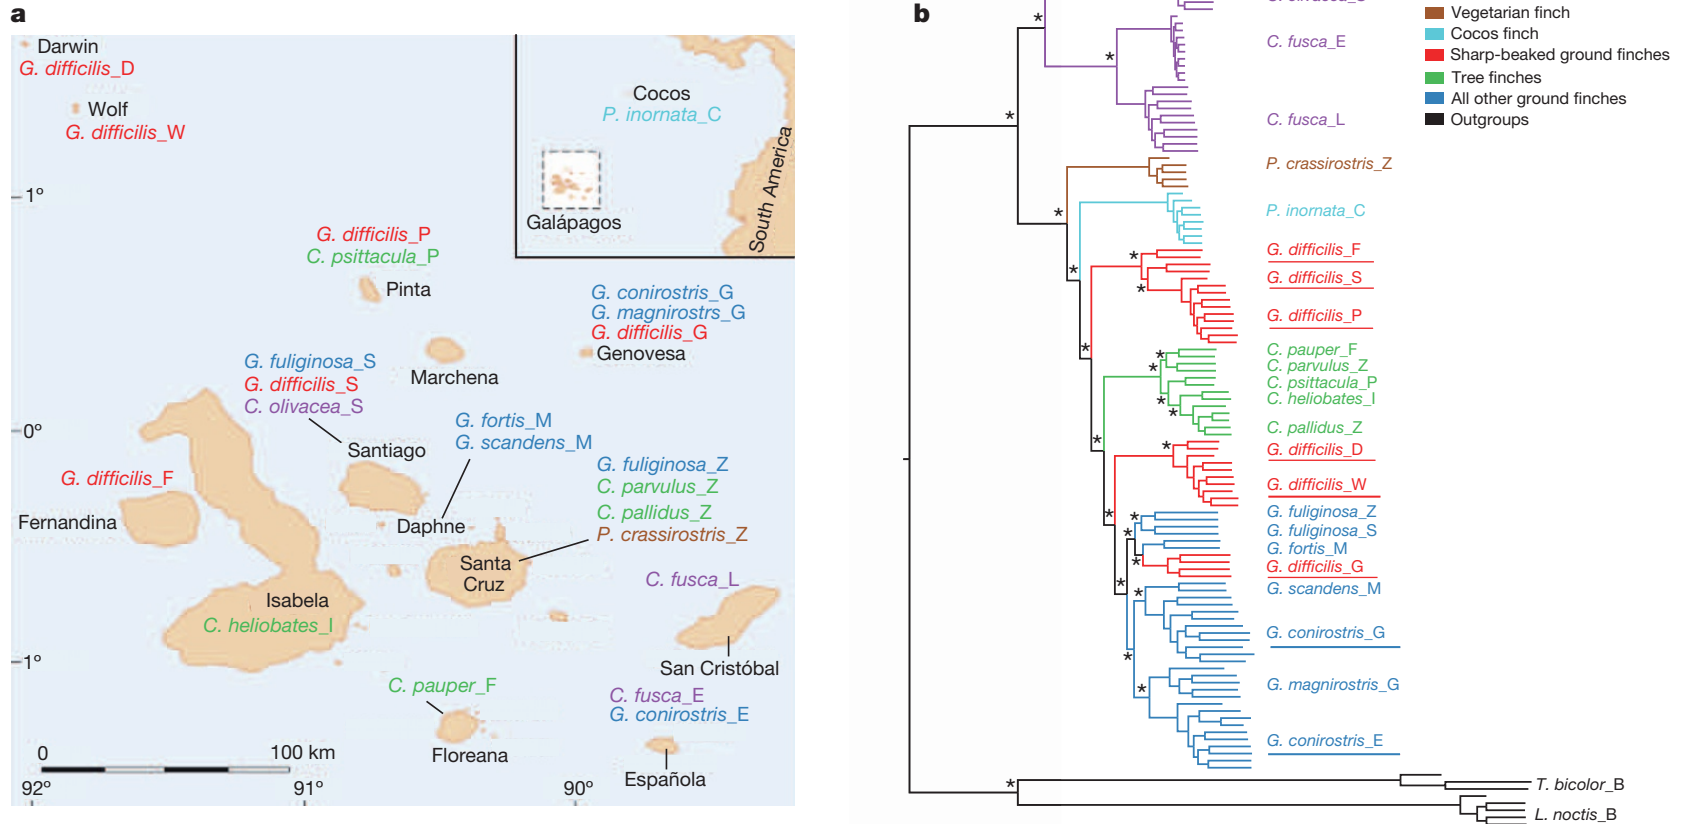 a
Darwin
G. difficilis_D
Wolf
G. difficilis_W
1°
Cocos
P. inornata_C
Galápagos
South America
G. difficilis_P
C. psittacula_P
Pinta
G. conirostris_G
G. magnirostrs_G
G. difficilis_G
Genovesa
Marchena
G. fuliginosa_S
G. difficilis_S
C. olivacea_S
Santiago
0°
G. fortis_M
G. scandens_M
Daphne
G. difficilis_F
Fernandina
G. fuliginosa_Z
C. parvulus_Z
C. pallidus_Z
P. crassirostris_Z
Santa
Cruz
C. fusca_L
Isabela
C. heliobates_I
San Cristóbal
1°
C. pauper_F
Floreana
C. fusca_E
G. conirostris_E
Española
0
100 km
92°
91°
90°
b
C. fusca_E
C. fusca_L
P. crassirostris_Z
P. inornata_C
G. difficilis_F
G. difficilis_S
G. difficilis_P
C. pauper_F
C. parvulus_Z
C. psittacula_P
C. heliobates_I
C. pallidus_Z
G. difficilis_D
G. difficilis_W
G. fuliginosa_Z
G. fuliginosa_S
G. fortis_M
G. difficilis_G
G. scandens_M
G. conirostris_G
G. magnirostris_G
G. conirostris_E
T. bicolor_B
L. noctis_B
Vegetarian finch
Cocos finch
Sharp-beaked ground finches
Tree finches
All other ground finches
Outgroups